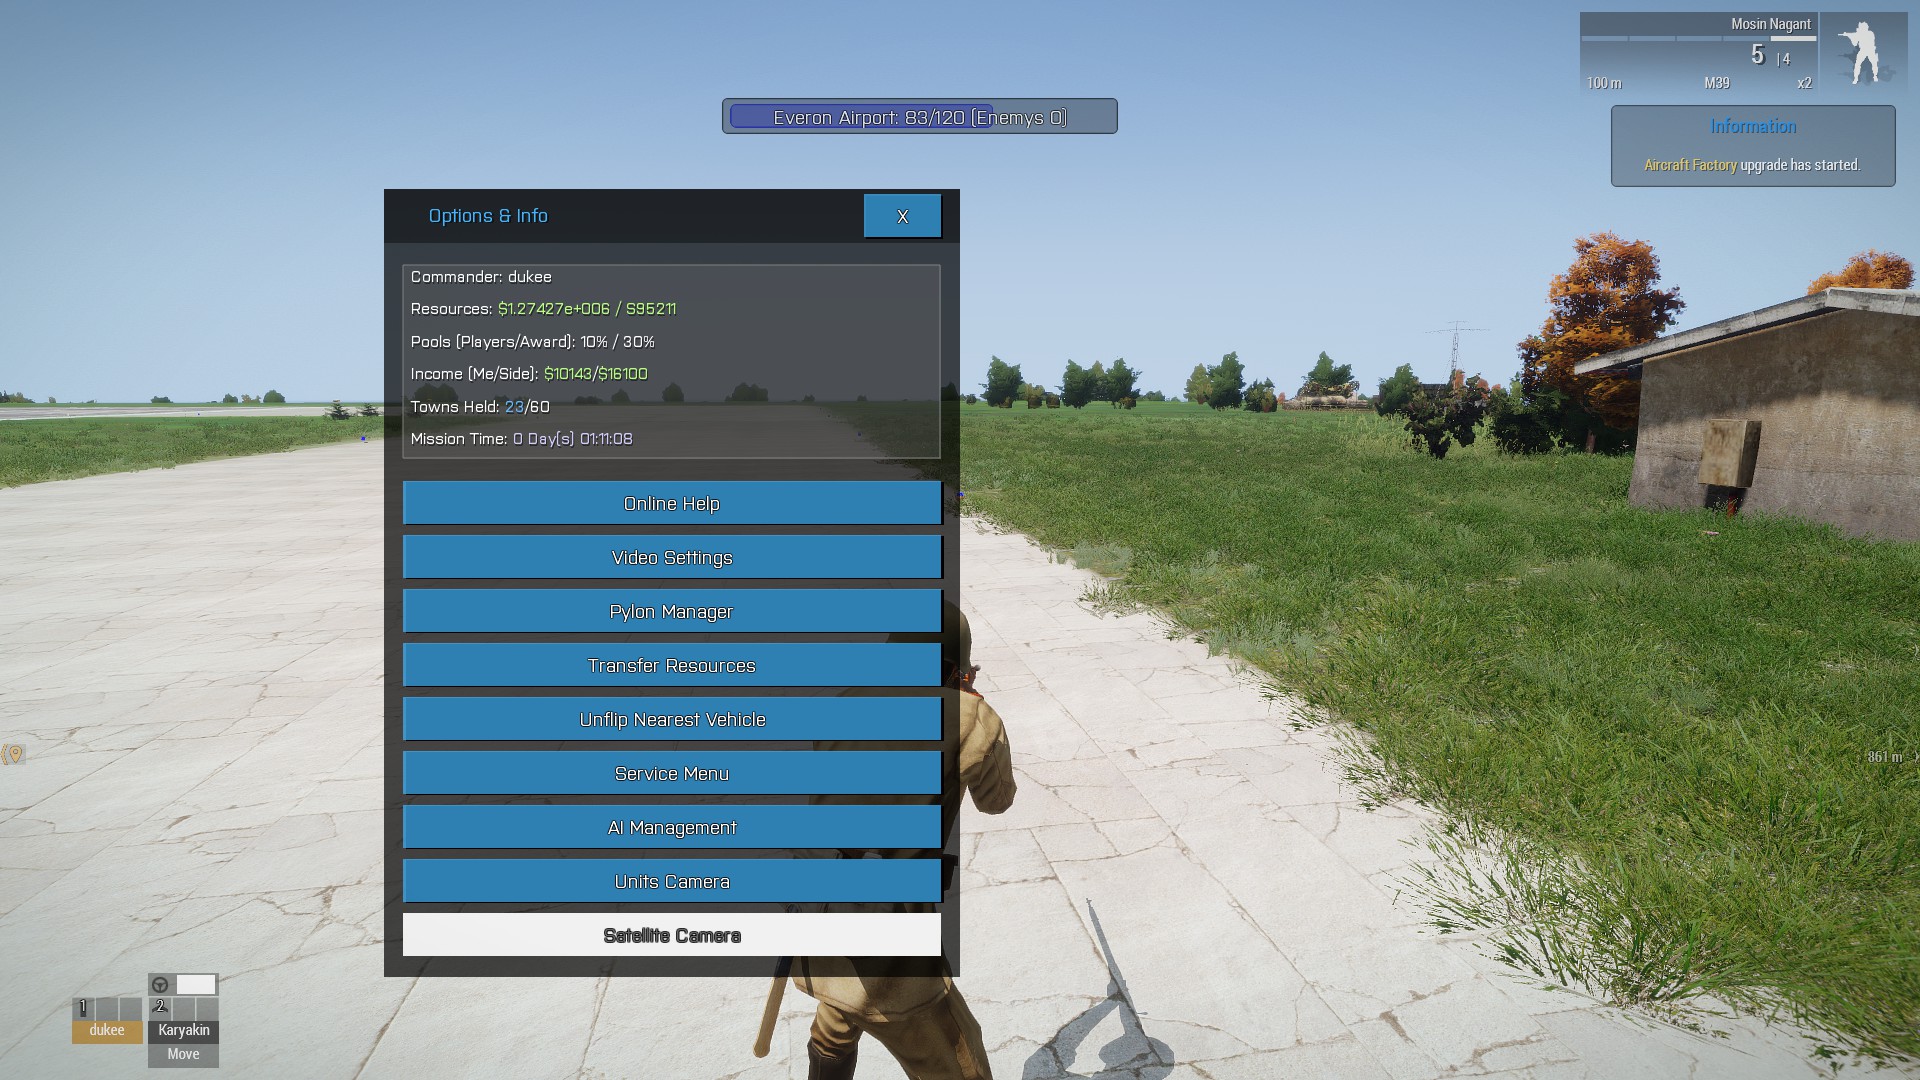 Mosin Nagant
5 | 4
100 m M39 x2
Everon Airport: 83/120 (Enemys 0)
Information
Aircraft Factory upgrade has started.
Options & Info
X
Commander: dukee
Resources: $1.27427e+006 / S95211
Pools (Players/Award): 10% / 30%
Income (Me/Side): $10143/$16100
Towns Held: 23/60
Mission Time: 0 Day(s) 01:11:08
Online Help
Video Settings
Pylon Manager
Transfer Resources
Unflip Nearest Vehicle
Service Menu
AI Management
Units Camera
Satellite Camera
861 m
1 2
dukee Karyakin
Move